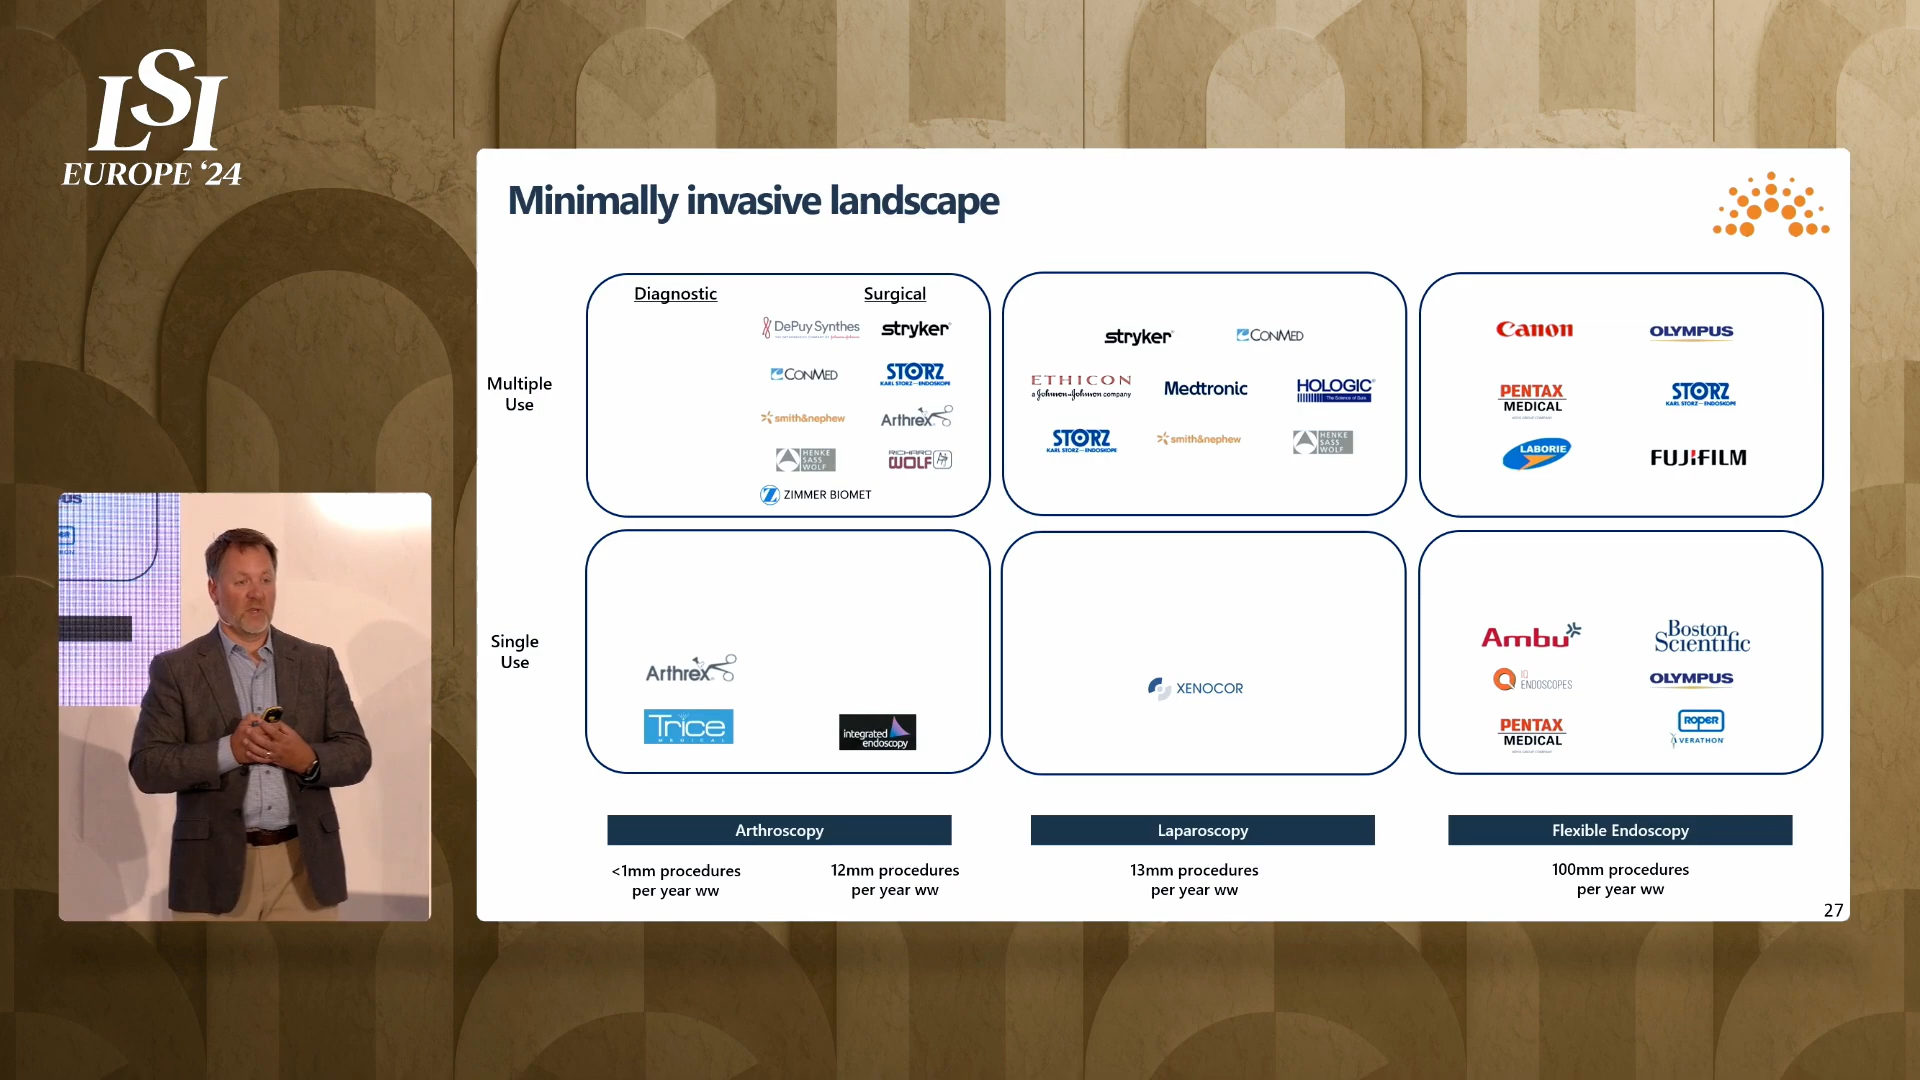 LSI
EUROPE ‘24
Minimally invasive landscape
Diagnostic
Surgical
Multiple
Use
DePuy Synthes
stryker
CONMED
STORZ
KARL STORZ—ENDOSKOPE
smith&nephew
Arthrex
HENKE
SASS
WOLF
RICHARD
WOLF
ZIMMER BIOMET
stryker
CONMED
ETHICON
a Johnson & Johnson company
Medtronic
HOLOGIC
The Science of Sure
STORZ
KARL STORZ—ENDOSKOPE
smith&nephew
HENKE
SASS
WOLF
Canon
OLYMPUS
PENTAX
MEDICAL
STORZ
KARL STORZ—ENDOSKOPE
LABORIE
FUJIFILM
Single
Use
Arthrex
Trice
MEDICAL
integrated
endoscopy
XENOCOR
Ambu
Boston
Scientific
IQ
ENDOSCOPES
OLYMPUS
PENTAX
MEDICAL
ROPER
VERATHON
Arthroscopy
Laparoscopy
Flexible Endoscopy
<1mm procedures
per year ww
12mm procedures
per year ww
13mm procedures
per year ww
100mm procedures
per year ww
27